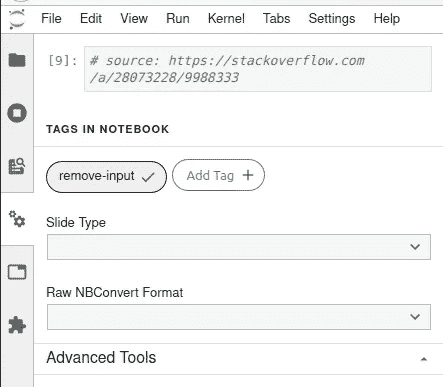 File Edit View Run Kernel Tabs Settings Help
[9]: # source: https://stackoverflow.com
/a/28073228/9988333
TAGS IN NOTEBOOK
remove-input Add Tag +
Slide Type
Raw NBConvert Format
Advanced Tools